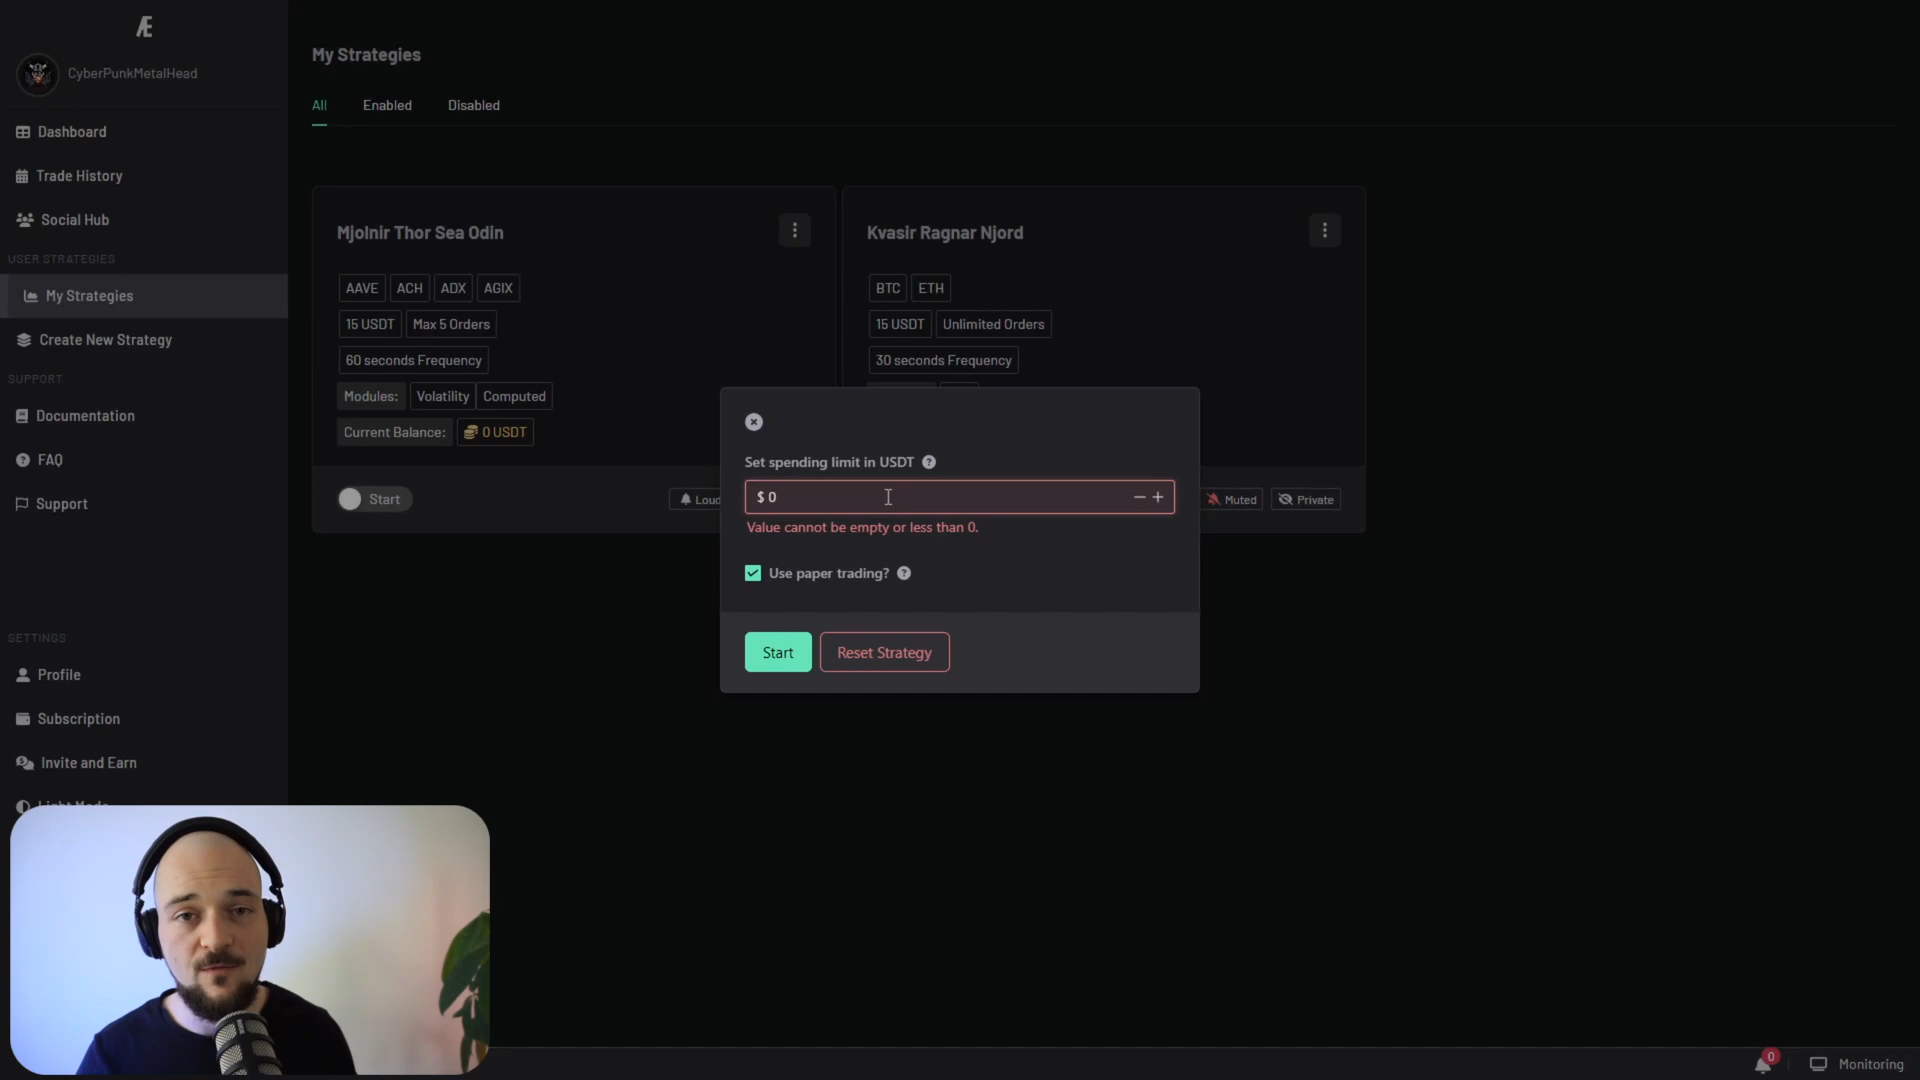 Æ
CyberPunkMetalHead
Dashboard
Trade History
Social Hub
USER STRATEGIES
My Strategies
Create New Strategy
SUPPORT
Documentation
FAQ
Support
SETTINGS
Profile
Subscription
Invite and Earn
Light Mode
My Strategies
All Enabled Disabled
Mjolnir Thor Sea Odin
AAVE ACH ADX AGIX
15 USDT Max 5 Orders
60 seconds Frequency
Modules: Volatility Computed
Current Balance: 0 USDT
Start Loud
Kvasir Ragnar Njord
BTC ETH
15 USDT Unlimited Orders
30 seconds Frequency
Muted Private
Set spending limit in USDT
$ 0
Value cannot be empty or less than 0.
Use paper trading?
Start Reset Strategy
0
Monitoring